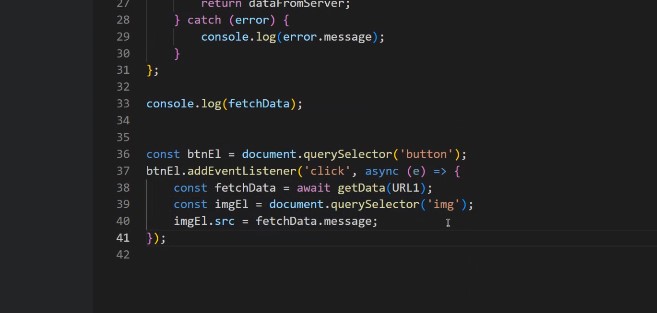 27 return dataFromServer;
28 } catch (error) {
29 console.log(error.message);
30 }
31 };
32
33 console.log(fetchData);
34
35
36 const btnEl = document.querySelector('button');
37 btnEl.addEventListener('click', async (e) => {
38 const fetchData = await getData(URL1);
39 const imgEl = document.querySelector('img');
40 imgEl.src = fetchData.message;
41 });
42